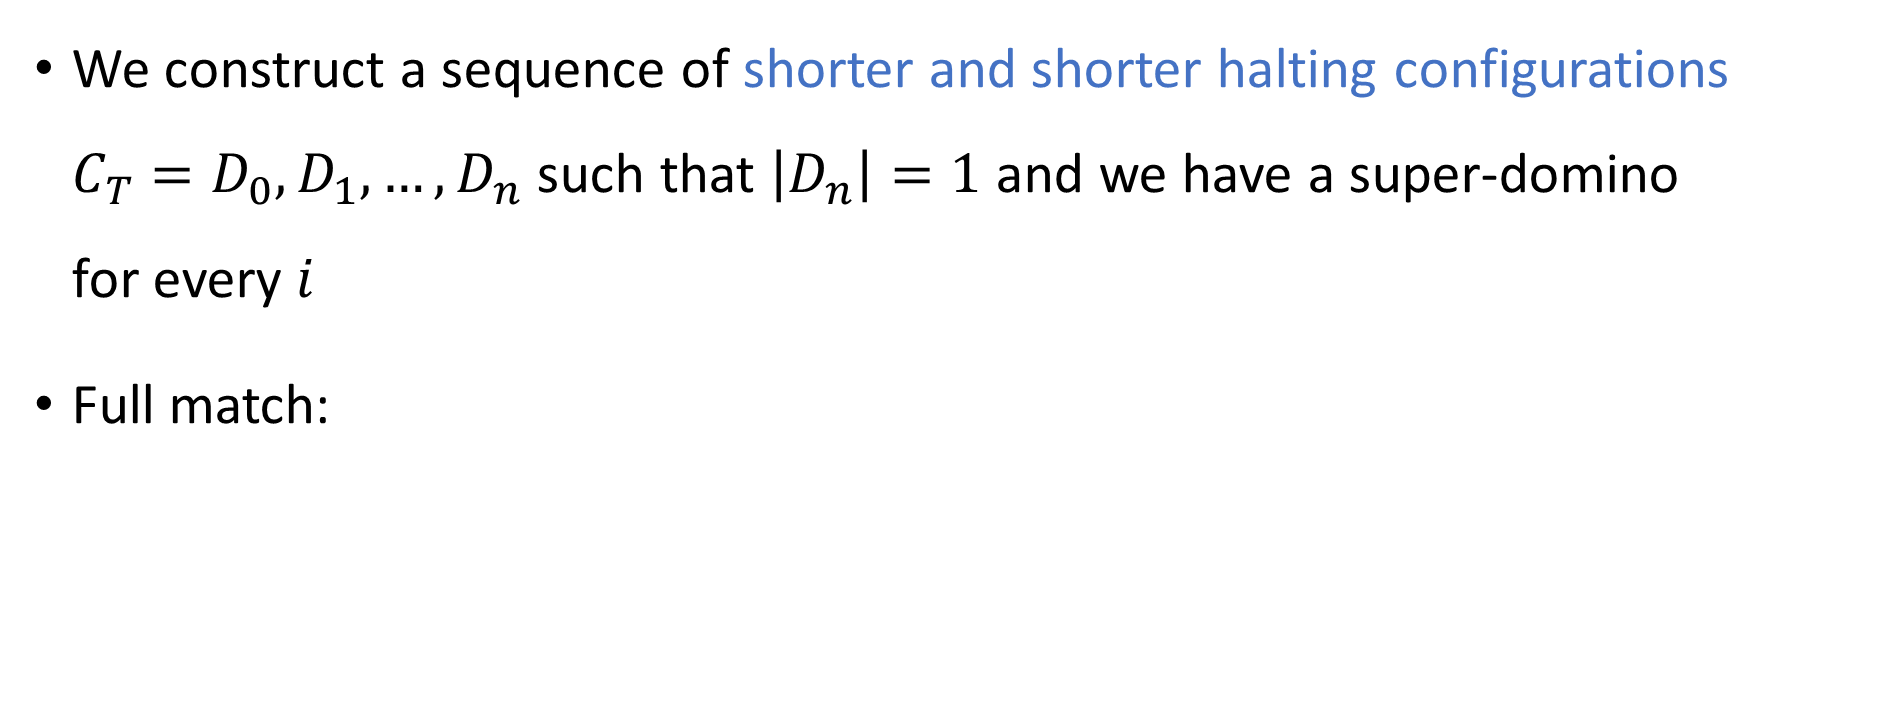 • We construct a sequence of shorter and shorter halting configurations
C_T = D_0, D_1, … , D_n such that |D_n| = 1 and we have a super-domino
for every i
• Full match: